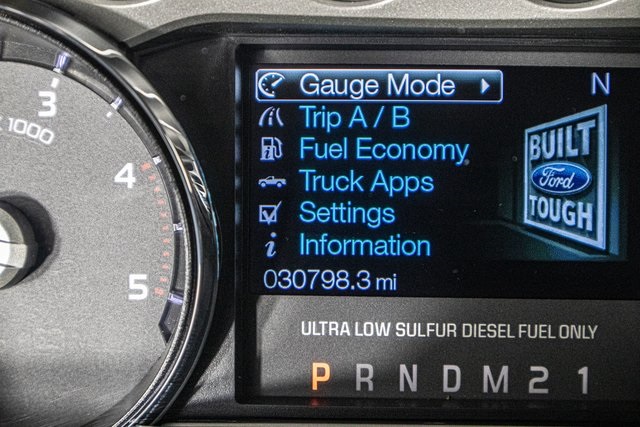 Gauge Mode
N
Trip A / B
Fuel Economy
Truck Apps
Settings
Information
BUILT
Ford
TOUGH
030798.3 mi
ULTRA LOW SULFUR DIESEL FUEL ONLY
P R N D M 2 1
3
x 1000
4
5